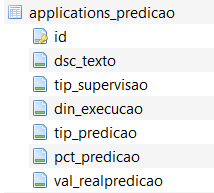 applications_predicao
id
dsc_texto
tip_supervisao
din_execucao
tip_predicao
pct_predicao
val_realpredicao